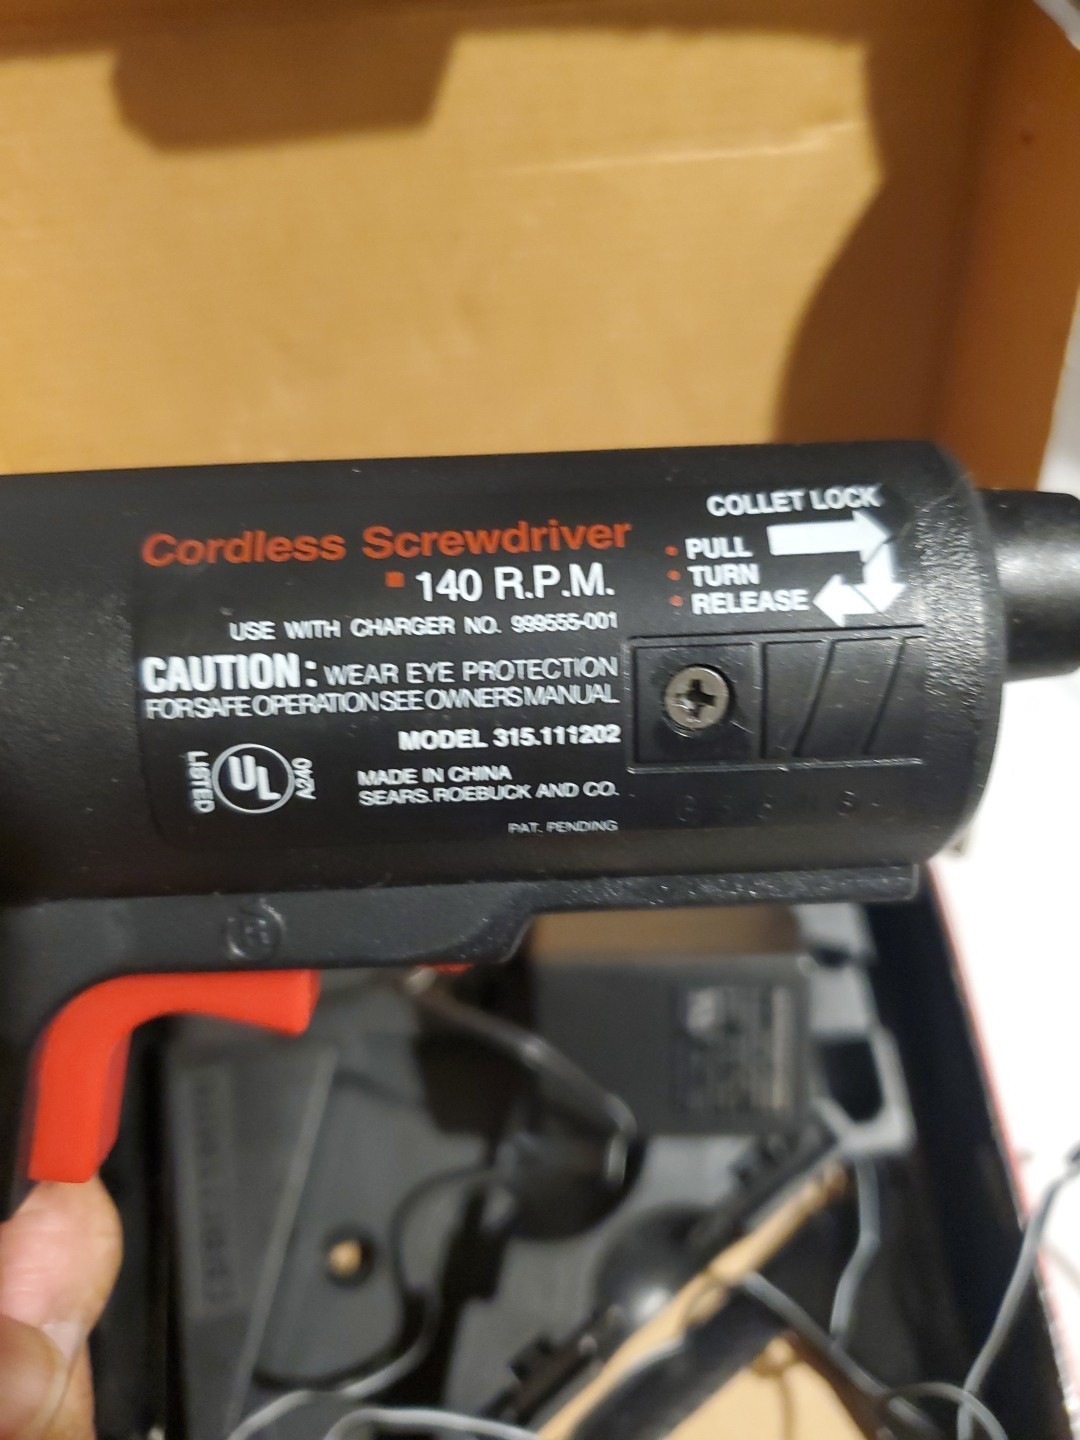 Cordless Screwdriver
140 R.P.M.
USE WITH CHARGER NO. 999555-001
CAUTION: WEAR EYE PROTECTION
FOR SAFE OPERATION SEE OWNERS MANUAL
MODEL 315.111202
LISTED
UL
A240
MADE IN CHINA
SEARS, ROEBUCK AND CO.
PAT. PENDING
COLLET LOCK
• PULL
• TURN
• RELEASE
CRAFTSMAN